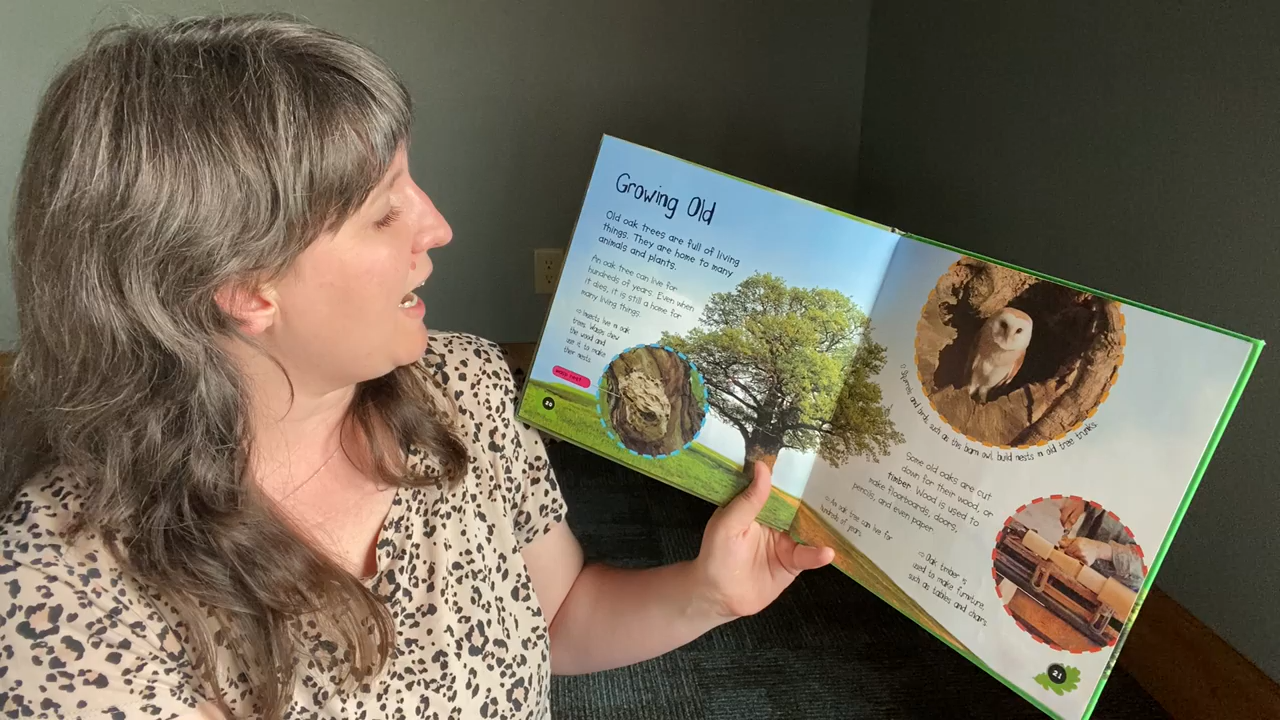 Growing Old
Old oak trees are full of living
things. They are home to many
animals and plants.
An oak tree can live for
hundreds of years. Even when
it dies, it is still a home for
many living things.
Insects live in oak
trees. Wasps chew
the wood and
use it to make
their nests.
wasp nest
20
Squirrels and birds, such as this barn owl, build nests in old tree trunks.
Some old oaks are cut
down for their wood, or
timber. Wood is used to
make floorboards, doors,
pencils, and even paper.
An oak tree can live for
hundreds of years.
Oak timber is
used to make furniture,
such as tables and chairs.
21